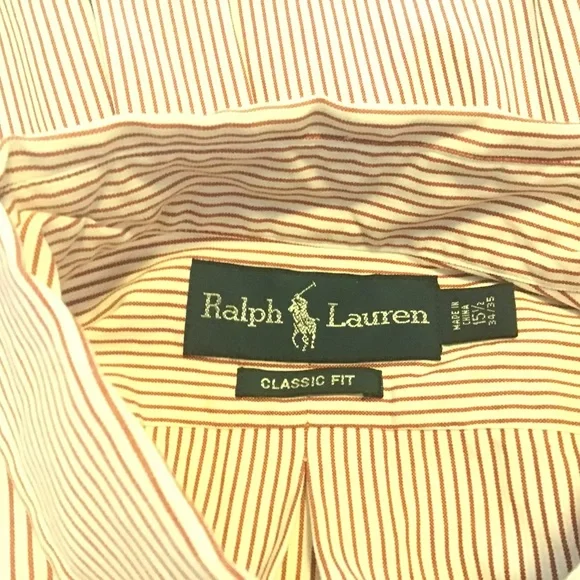 Ralph Lauren
MADE IN
CHINA
15½
34/35
CLASSIC FIT